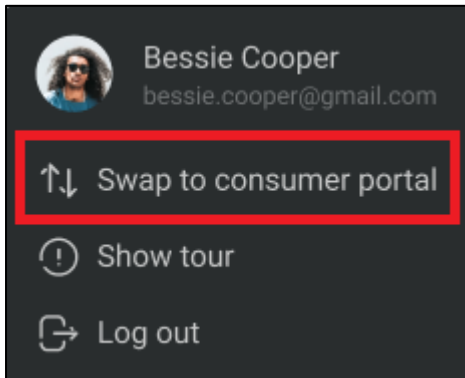 Bessie Cooper
bessie.cooper@gmail.com
Swap to consumer portal
Show tour
Log out